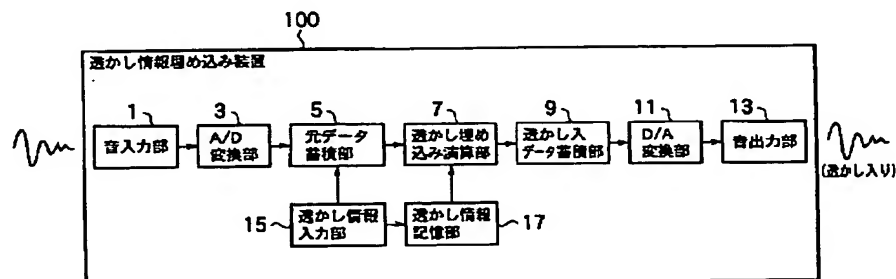 100
透かし情報埋め込み装置
1
3
5
7
9
11
13
音入力部
A/D
変換部
元データ
蓄積部
透かし埋め
込み演算部
透かし入
データ蓄積部
D/A
変換部
音出力部
(透かし入り)
15
透かし情報
入力部
透かし情報
記憶部
17